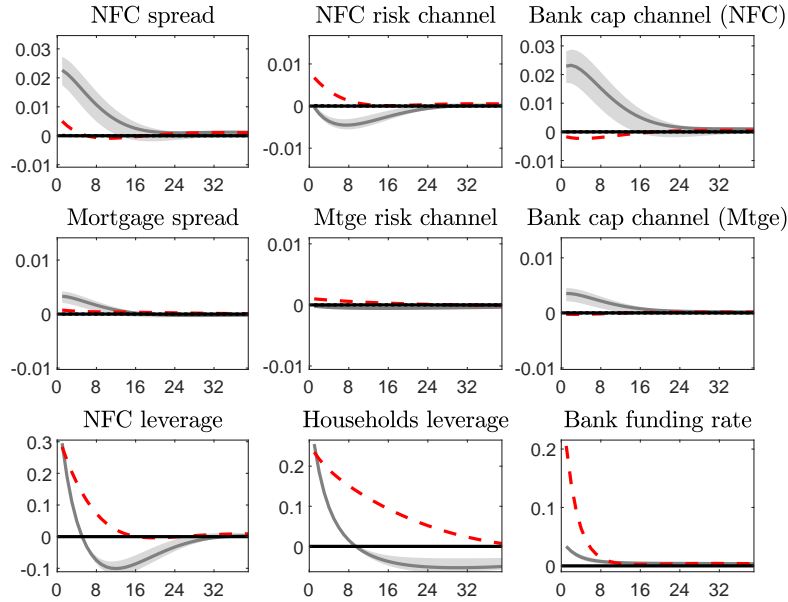 NFC spread
NFC risk channel
Bank cap channel (NFC)
0.03
0.02
0.01
0
-0.01
0 8 16 24 32
0.01
0
-0.01
0 8 16 24 32
0.03
0.02
0.01
0
-0.01
0 8 16 24 32
Mortgage spread
Mtge risk channel
Bank cap channel (Mtge)
0.01
0
-0.01
0 8 16 24 32
0.01
0
-0.01
0 8 16 24 32
0.01
0
-0.01
0 8 16 24 32
NFC leverage
Households leverage
Bank funding rate
0.3
0.2
0.1
0
-0.1
0 8 16 24 32
0.2
0.1
0
0 8 16 24 32
0.2
0.1
0
0 8 16 24 32